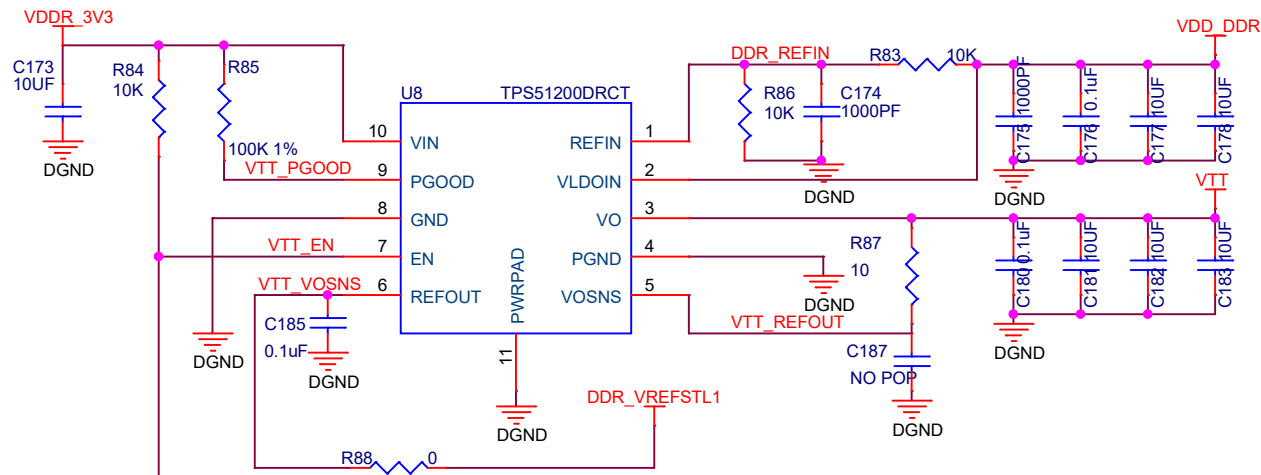 VDDR_3V3
VDD_DDR
C173
10UF
R84
10K
R85
DDR_REFIN
R83
10K
U8
TPS51200DRCT
R86
10K
C174
1000PF
C175 1000PF
C176 0.1uF
C177 10UF
C178 10UF
DGND
100K 1%
10
VIN
REFIN
1
DGND
DGND
VTT_PGOOD
9
PGOOD
VLDOIN
2
VTT
8
GND
VO
3
VTT_EN
7
EN
PGND
4
R87
10
C180 0.1uF
C181 10UF
C182 10UF
C183 10UF
VTT_VOSNS
6
REFOUT
PWRPAD
VOSNS
5
DGND
C185
0.1uF
VTT_REFOUT
DGND
DGND
DGND
11
C187
NO POP
DGND
DDR_VREFSTL1
DGND
R88
0